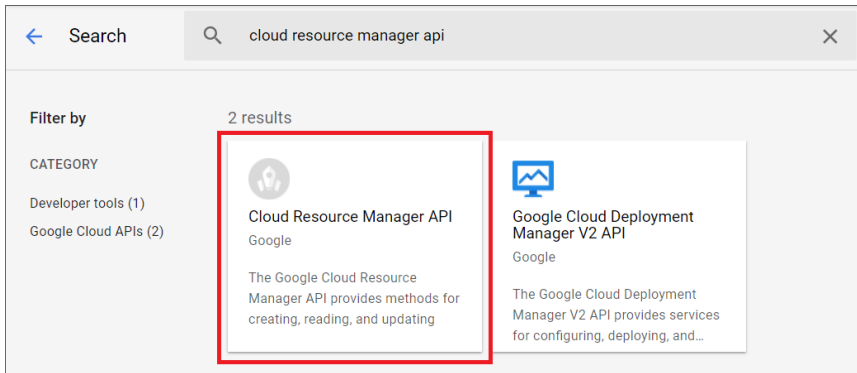 Search
cloud resource manager api
Filter by
CATEGORY
Developer tools (1)
Google Cloud APIs (2)
2 results
Cloud Resource Manager API
Google
The Google Cloud Resource
Manager API provides methods for
creating, reading, and updating
Google Cloud Deployment
Manager V2 API
Google
The Google Cloud Deployment
Manager V2 API provides services
for configuring, deploying, and...